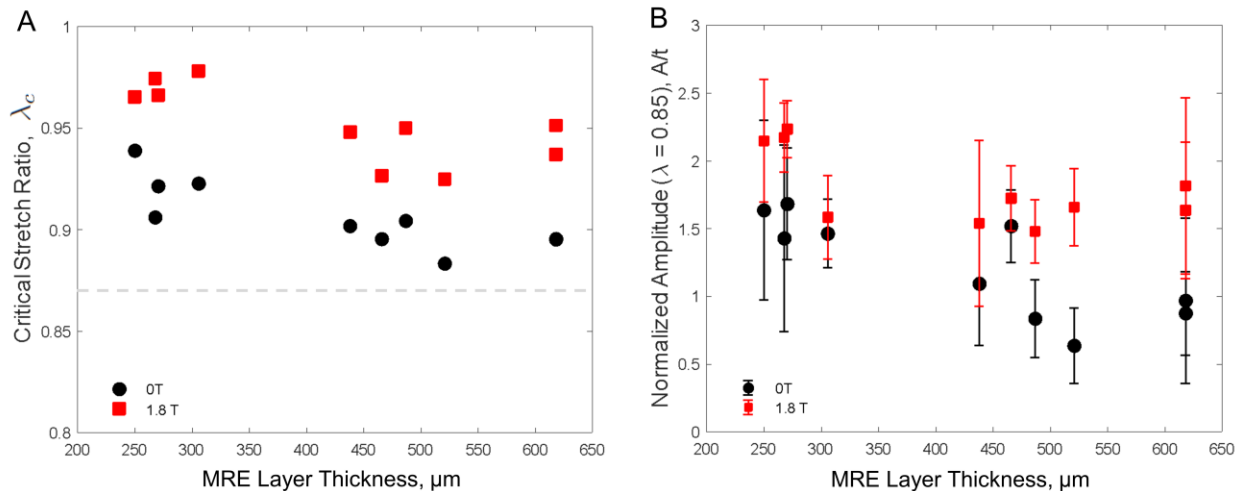 A
Critical Stretch Ratio, λc
1
0.95
0.9
0.85
0.8
0T
1.8 T
200 250 300 350 400 450 500 550 600 650
MRE Layer Thickness, μm
B
Normalized Amplitude (λ = 0.85), A/t
3
2.5
2
1.5
1
0.5
0
0T
1.8 T
200 250 300 350 400 450 500 550 600 650
MRE Layer Thickness, μm